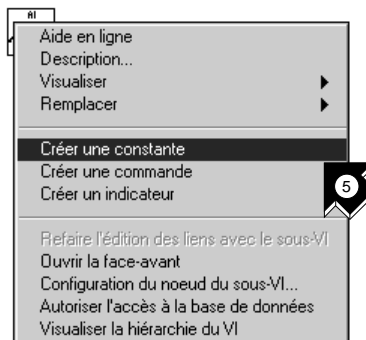 AI
Aide en ligne
Description...
Visualiser
Remplacer
Créer une constante
Créer une commande
Créer un indicateur
5
Refaire l'édition des liens avec le sous-VI
Ouvrir la face-avant
Configuration du noeud du sous-VI...
Autoriser l'accès à la base de données
Visualiser la hiérarchie du VI